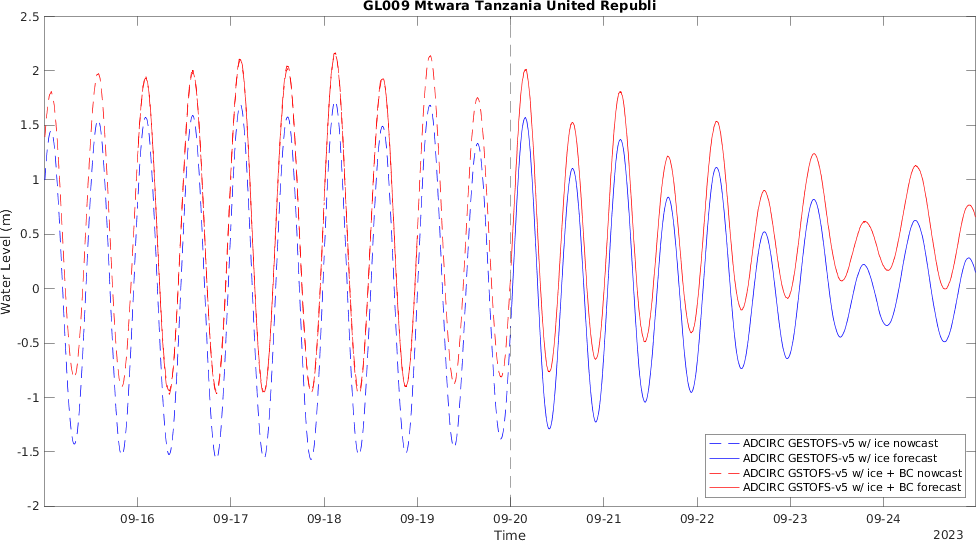 GL009 Mtwara Tanzania United Republi
2.5
2
1.5
1
0.5
0
-0.5
-1
-1.5
-2
Water Level (m)
ADCIRC GESTOFS-v5 w/ ice nowcast
ADCIRC GESTOFS-v5 w/ ice forecast
ADCIRC GSTOFS-v5 w/ ice + BC nowcast
ADCIRC GSTOFS-v5 w/ ice + BC forecast
09-16 09-17 09-18 09-19 09-20 09-21 09-22 09-23 09-24
Time
2023